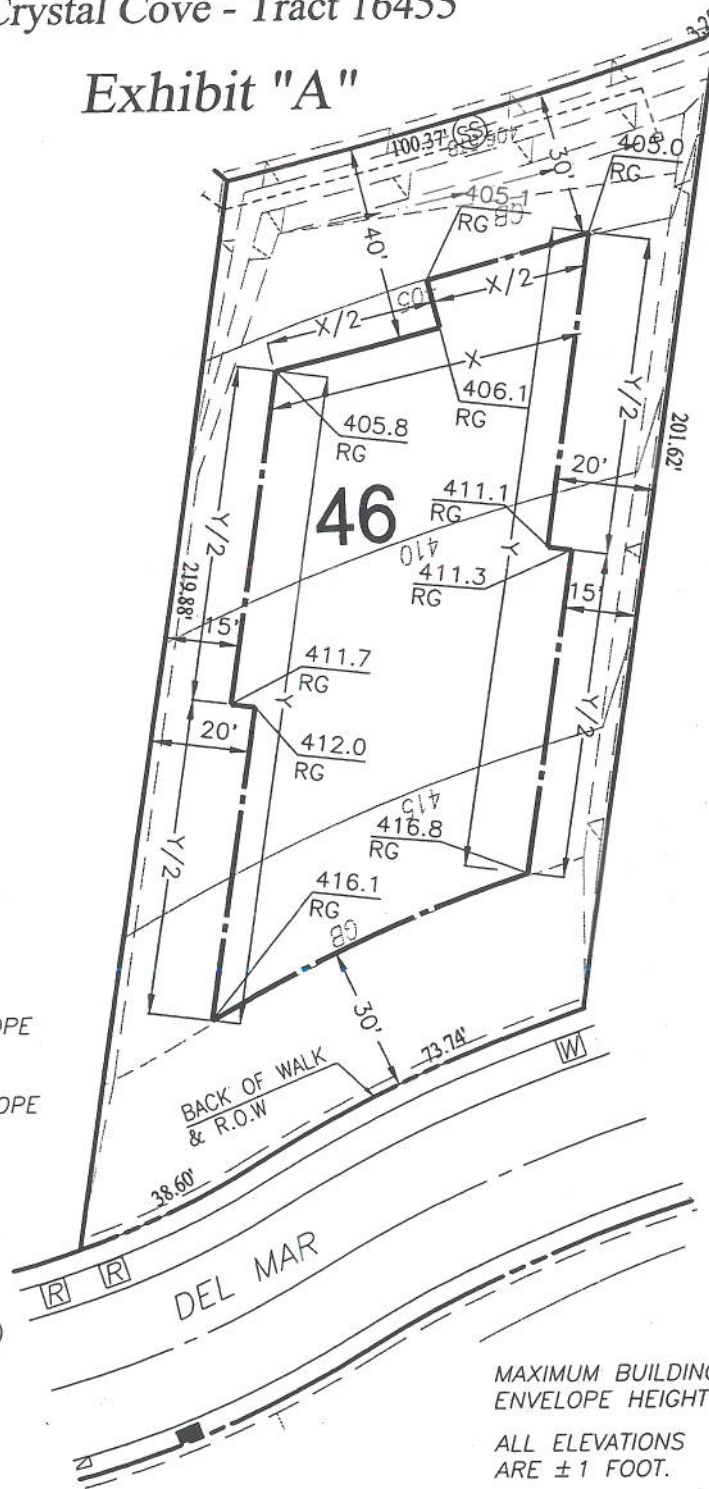 Crystal Cove - Tract 16455
Exhibit "A"
100.37'
SS
30'
405.0
RG
405.1
RG
GB
40'
405
X/2
X/2
X
406.1
RG
405.8
RG
Y/2
20'
201.62'
46
411.1
RG
410
Y
411.3
RG
Y/2
219.88'
15'
15'
411.7
RG
Y
20'
412.0
RG
Y/2
415
416.8
RG
Y/2
416.1
RG
GB
30'
OPE
OPE
73.74'
W
BACK OF WALK
& R.O.W
38.60'
DEL MAR
R
R
MAXIMUM BUILDING
ENVELOPE HEIGHT
ALL ELEVATIONS
ARE ±1 FOOT.